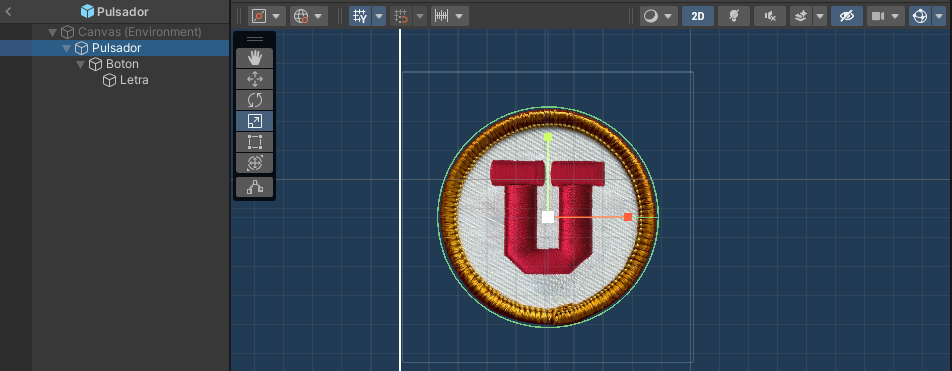 Pulsador
Canvas (Environment)
Pulsador
Boton
Letra
2D
U